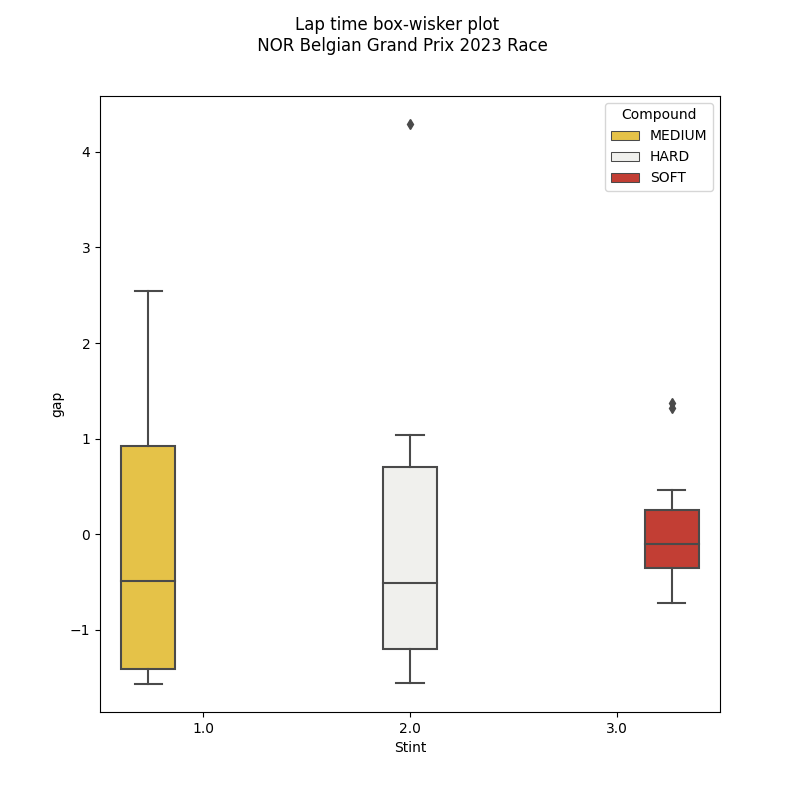 Lap time box-wisker plot
NOR Belgian Grand Prix 2023 Race
Compound
MEDIUM
HARD
SOFT
4
3
2
1
0
−1
gap
1.0
2.0
3.0
Stint